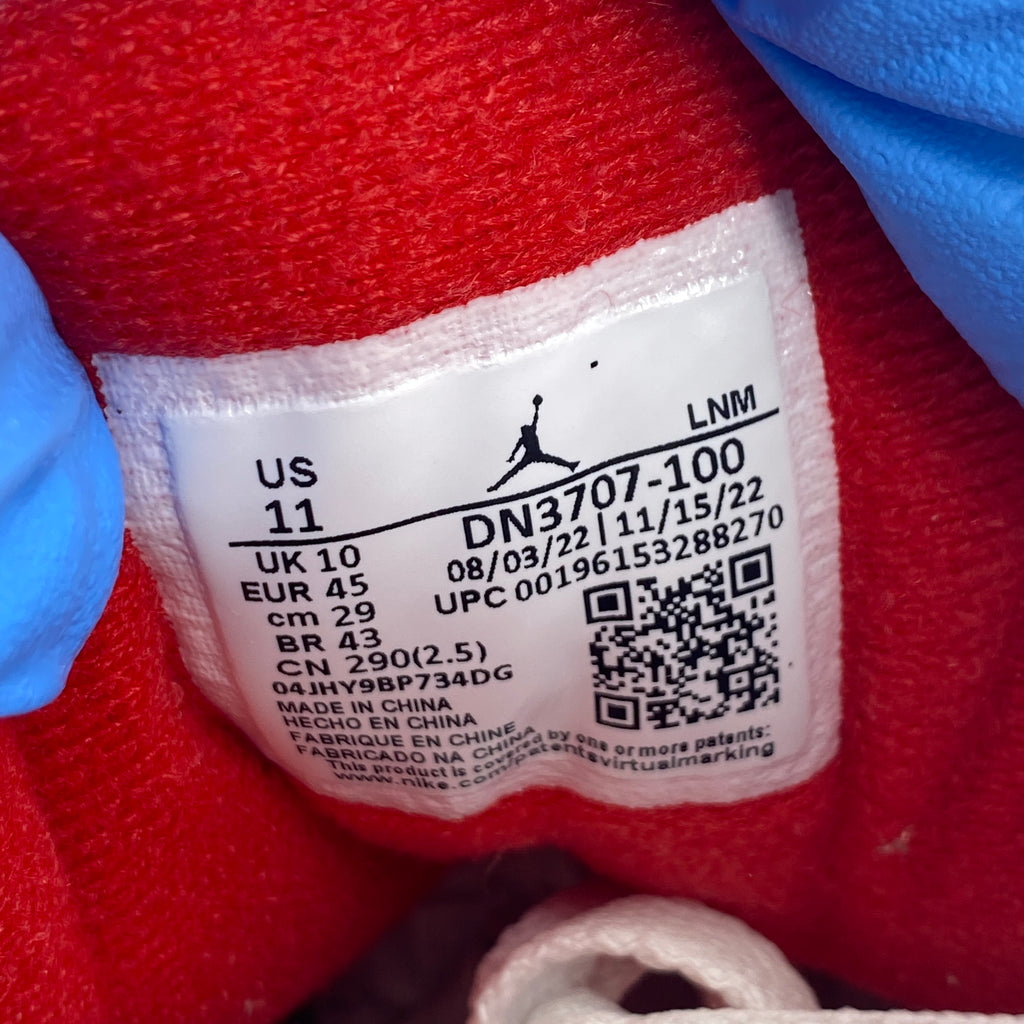 LNM
US
11
DN3707-100
08/03/22 | 11/15/22
UPC 00196153288270
UK 10
EUR 45
cm 29
BR 43
CN 290(2.5)
04JHY9BP734DG
MADE IN CHINA
HECHO EN CHINA
FABRIQUE EN CHINE
FABRICADO NA CHINA
This product is covered by one or more patents:
www.nike.com/patentsvirtualmarking